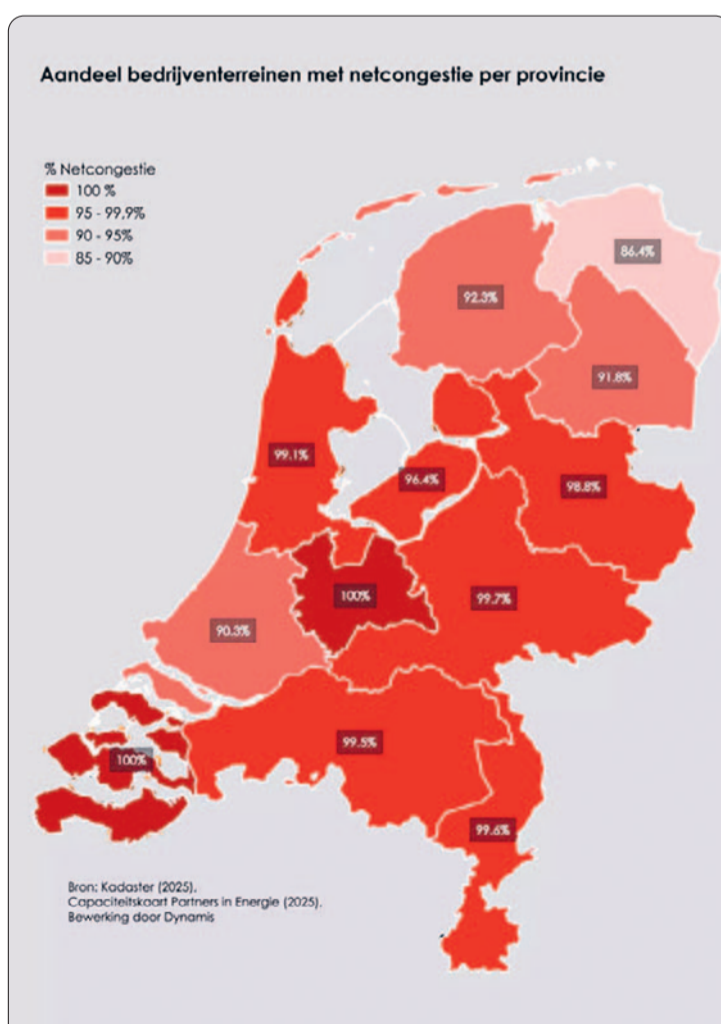 Aandeel bedrijventerreinen met netcongestie per provincie
% Netcongestie
100 %
95 - 99.9%
90 - 95%
85 - 90%
86.4%
92.3%
91.8%
99.1%
96.4%
98.8%
100%
99.7%
90.3%
99.5%
100%
99.6%
Bron: Kadaster (2025),
Capaciteitskaart Partners in Energie (2025).
Bewerking door Dynamis